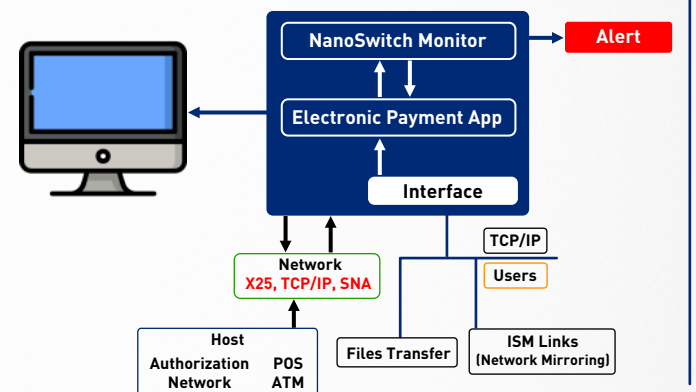 NanoSwitch Monitor
Alert
Electronic Payment App
Interface
TCP/IP
Network
X25, TCP/IP, SNA
Users
Host
Authorization POS
Network ATM
Files Transfer
ISM Links
(Network Mirroring)